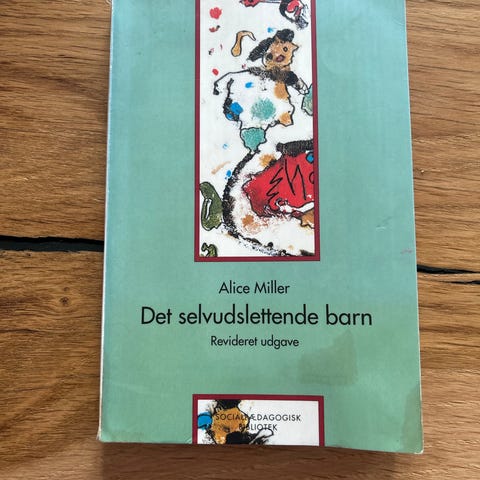 Alice Miller
Det selvudslettende barn
Revideret udgave
SOCIALPÆDAGOGISK
BIBLIOTEK